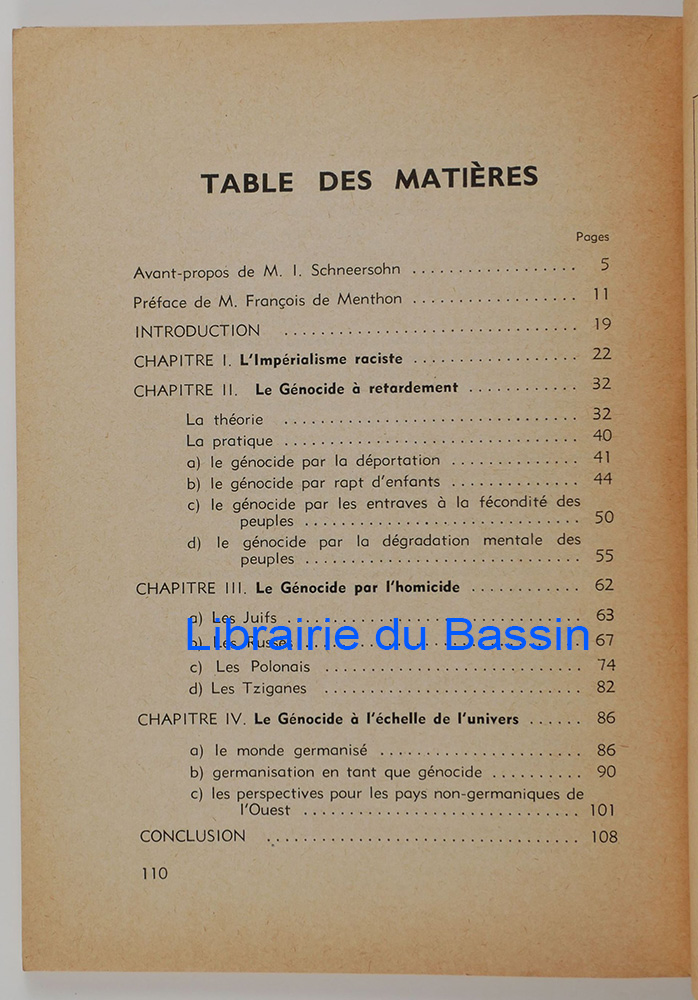 TABLE DES MATIÈRES
Pages
Avant-propos de M. I. Schneersohn .................. 5
Préface de M. François de Menthon .................. 11
INTRODUCTION ................................ 19
CHAPITRE I. L'Impérialisme raciste .................. 22
CHAPITRE II. Le Génocide à retardement ............ 32
La théorie ................................ 32
La pratique ................................ 40
a) le génocide par la déportation .............. 41
b) le génocide par rapt d'enfants .............. 44
c) le génocide par les entraves à la fécondité des
peuples .............................. 50
d) le génocide par la dégradation mentale des
peuples .............................. 55
CHAPITRE III. Le Génocide par l'homicide ............ 62
a) Les Juifs .............................. 63
Librairie du Bassin
b) Les Russes .............................. 67
c) Les Polonais ............................ 74
d) Les Tziganes ............................ 82
CHAPITRE IV. Le Génocide à l'échelle de l'univers ...... 86
a) le monde germanisé ...................... 86
b) germanisation en tant que génocide .......... 90
c) les perspectives pour les pays non-germaniques de
l'Ouest .............................. 101
CONCLUSION .................................. 108
110